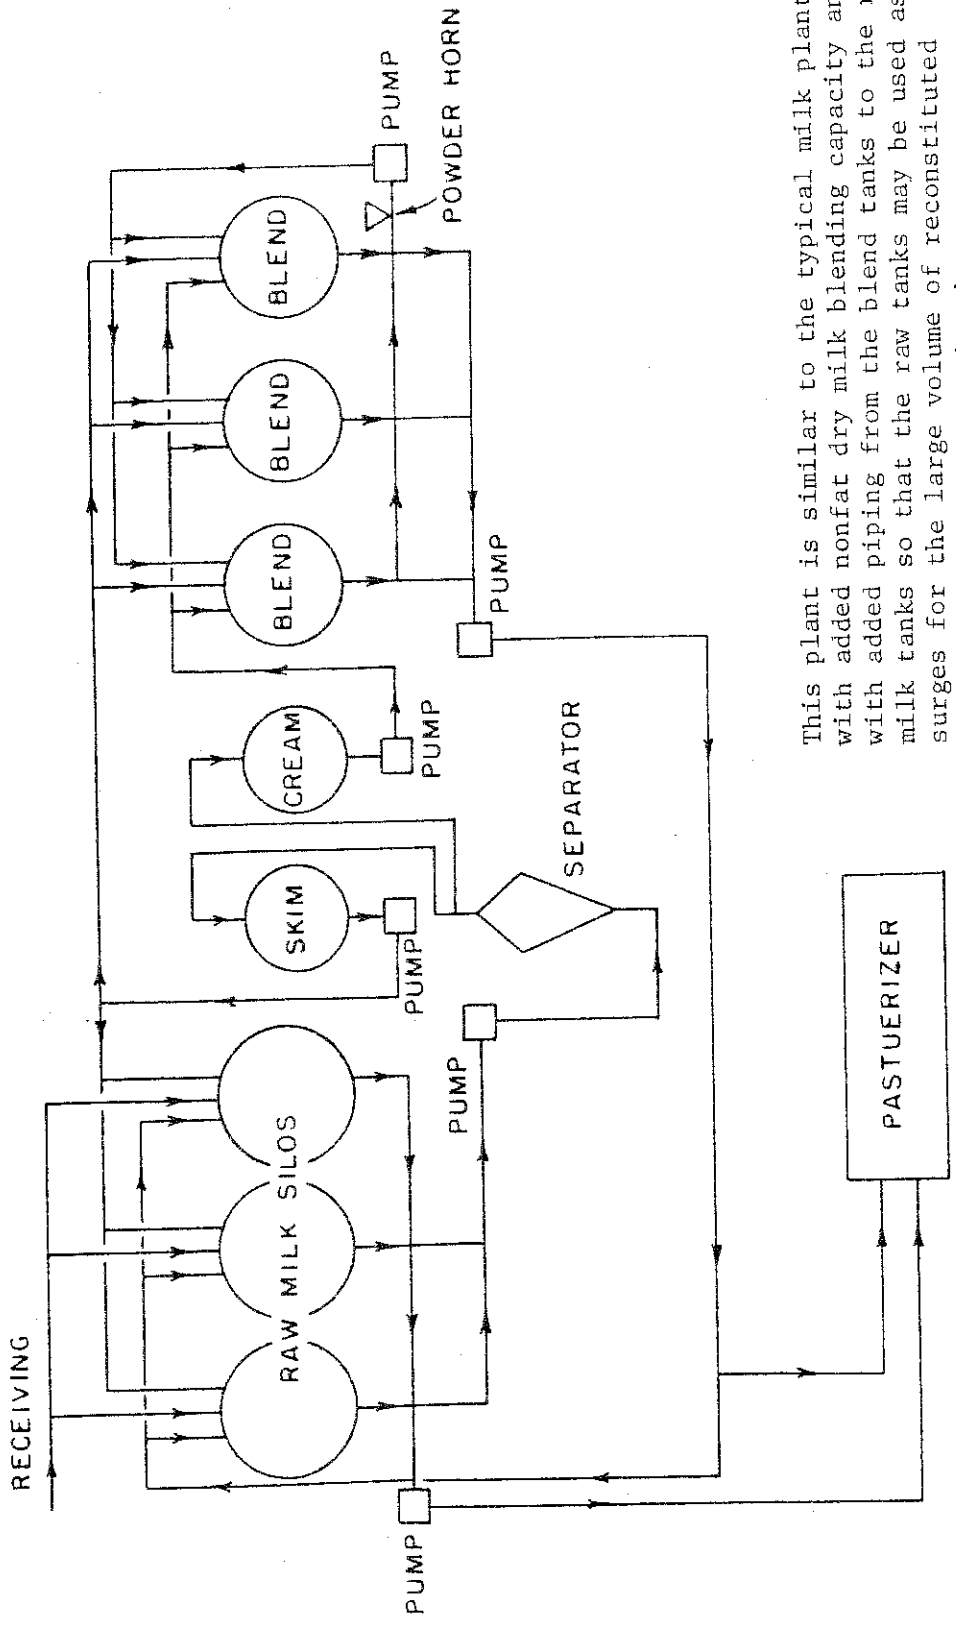 RECEIVING
RAW MILK SILOS
SKIM
CREAM
BLEND
BLEND
BLEND
PUMP
PUMP
PUMP
PUMP
POWDER HORN
PUMP
PUMP
SEPARATOR
PASTUERIZER
This plant is similar to the typical milk plant
with added nonfat dry milk blending capacity
with added piping from the blend tanks to the
milk tanks so that the raw tanks may be used as
surges for the large volume of reconstituted